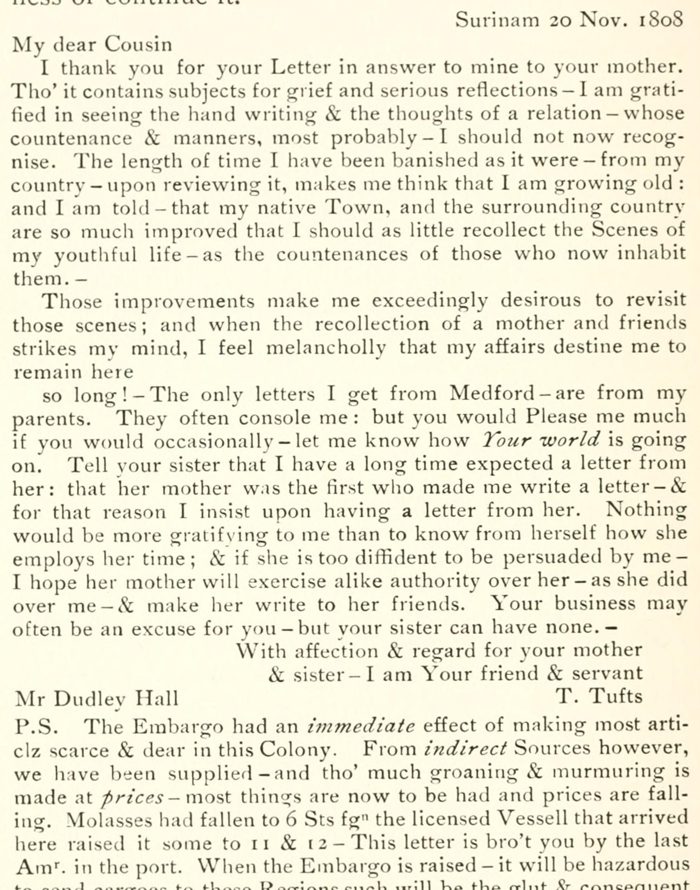 ness or continue it.
Surinam 20 Nov. 1808
My dear Cousin
I thank you for your Letter in answer to mine to your mother.
Tho' it contains subjects for grief and serious reflections – I am grati-
fied in seeing the hand writing & the thoughts of a relation – whose
countenance & manners, most probably – I should not now recog-
nise. The length of time I have been banished as it were – from my
country – upon reviewing it, makes me think that I am growing old :
and I am told – that my native Town, and the surrounding country
are so much improved that I should as little recollect the Scenes of
my youthful life – as the countenances of those who now inhabit
them. –
Those improvements make me exceedingly desirous to revisit
those scenes ; and when the recollection of a mother and friends
strikes my mind, I feel melancholly that my affairs destine me to
remain here
so long ! – The only letters I get from Medford – are from my
parents. They often console me : but you would Please me much
if you would occasionally – let me know how Your world is going
on. Tell your sister that I have a long time expected a letter from
her : that her mother was the first who made me write a letter – &
for that reason I insist upon having a letter from her. Nothing
would be more gratifying to me than to know from herself how she
employs her time ; & if she is too diffident to be persuaded by me –
I hope her mother will exercise alike authority over her – as she did
over me – & make her write to her friends. Your business may
often be an excuse for you – but your sister can have none. –
With affection & regard for your mother
& sister – I am Your friend & servant
Mr Dudley Hall T. Tufts
P.S. The Embargo had an immediate effect of making most arti-
clz scarce & dear in this Colony. From indirect Sources however,
we have been supplied – and tho' much groaning & murmuring is
made at prices – most things are now to be had and prices are fall-
ing. Molasses had fallen to 6 Sts fgⁿ the licensed Vessell that arrived
here raised it some to 11 & 12 – This letter is bro't you by the last
Amʳ. in the port. When the Embargo is raised – it will be hazardous
to send cargoes to these Regions such will be the glut & consequent